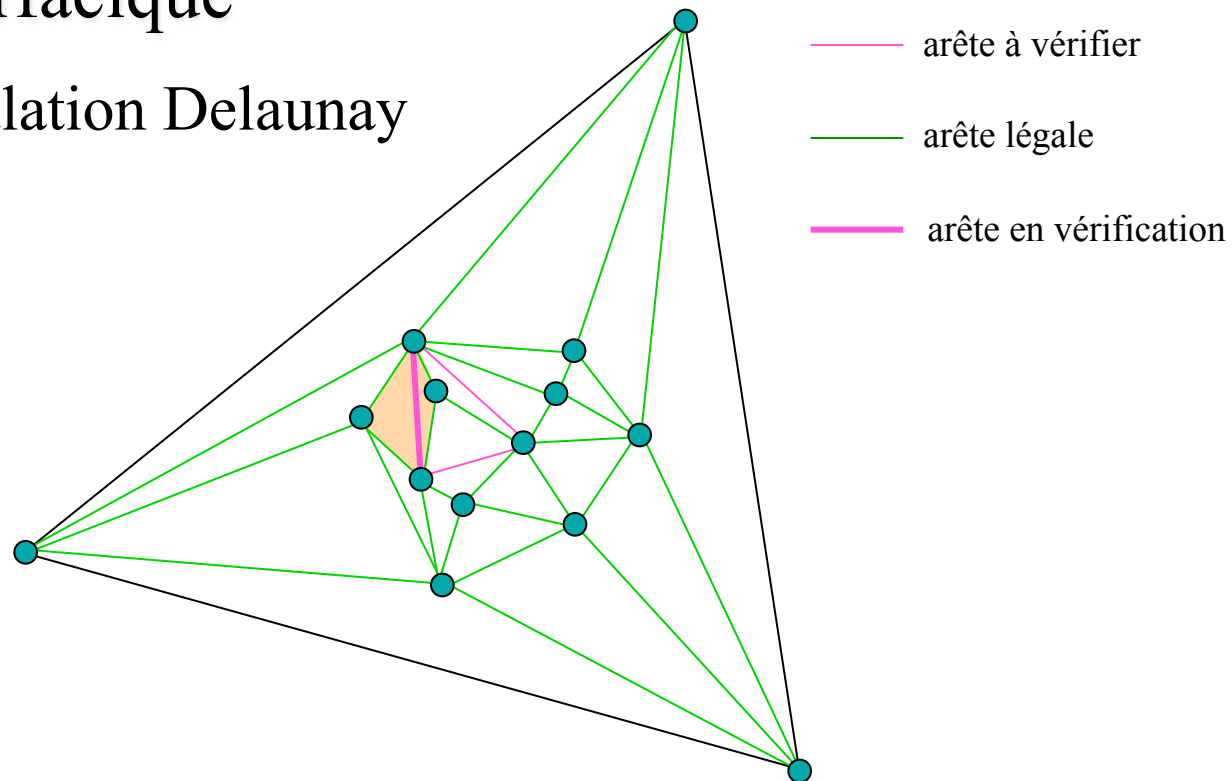 lation Delaunay
arête à vérifier
arête légale
arête en vérification